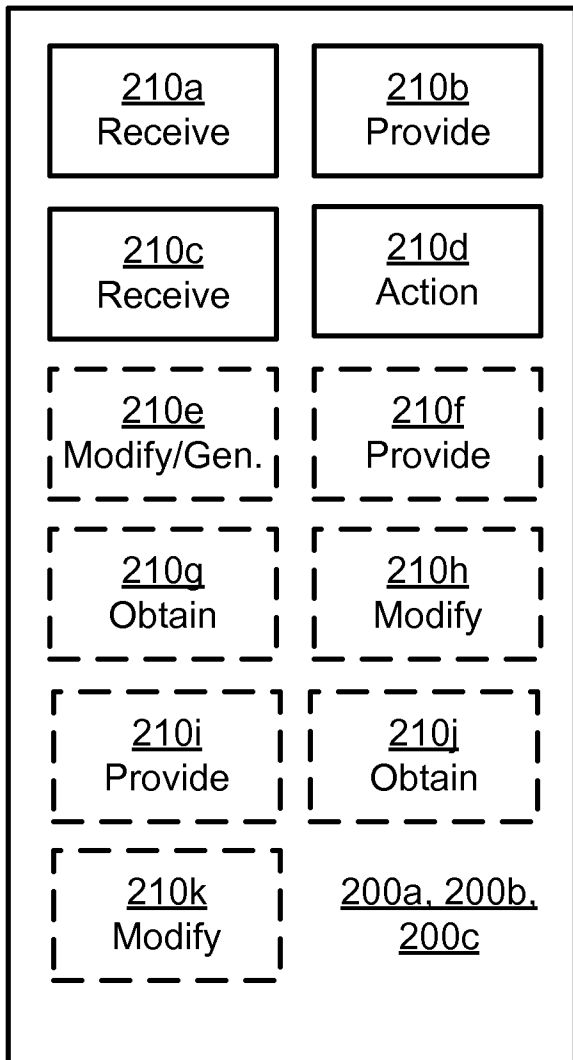 210a
Receive
210b
Provide
210c
Receive
210d
Action
210e
Modify/Gen.
210f
Provide
210g
Obtain
210h
Modify
210i
Provide
210j
Obtain
210k
Modify
200a, 200b,
200c